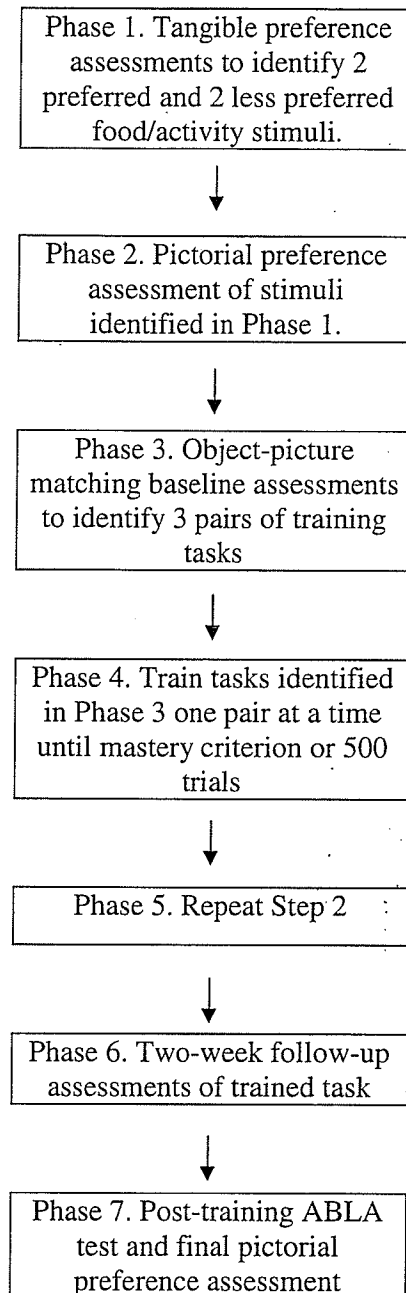 Phase 1. Tangible preference
assessments to identify 2
preferred and 2 less preferred
food/activity stimuli.
Phase 2. Pictorial preference
assessment of stimuli
identified in Phase 1.
Phase 3. Object-picture
matching baseline assessments
to identify 3 pairs of training
tasks
Phase 4. Train tasks identified
in Phase 3 one pair at a time
until mastery criterion or 500
trials
Phase 5. Repeat Step 2
Phase 6. Two-week follow-up
assessments of trained task
Phase 7. Post-training ABLA
test and final pictorial
preference assessment